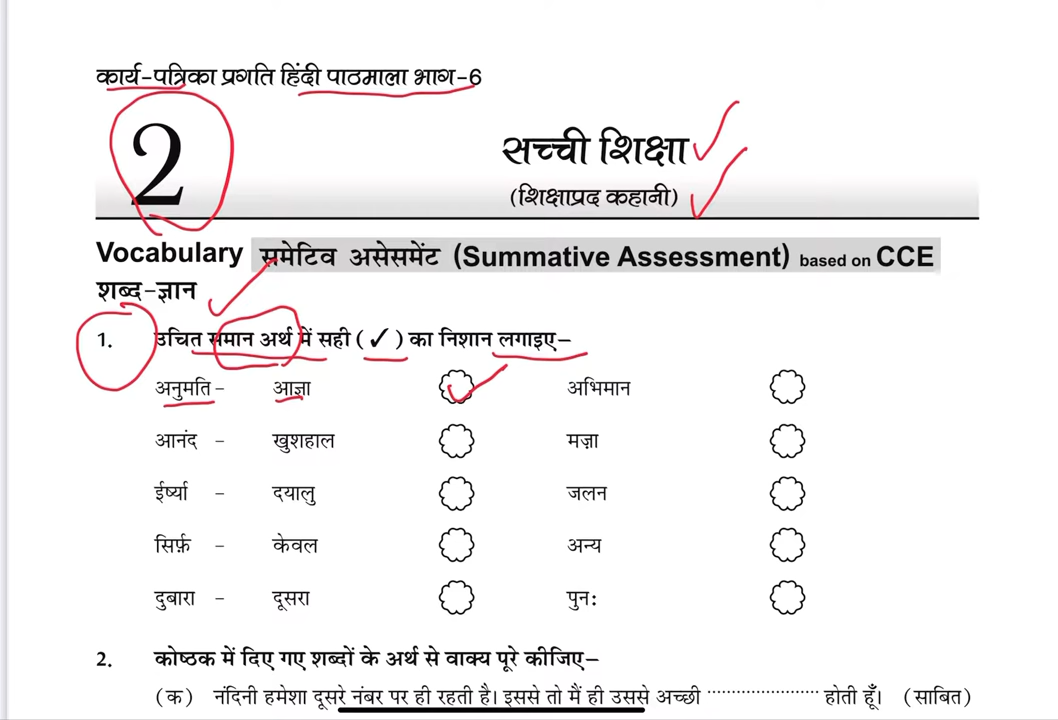 कार्य-पत्रिका प्रगति हिंदी पाठमाला भाग-6
2
सच्ची शिक्षा
(शिक्षाप्रद कहानी)
Vocabulary समेटिव असेसमेंट (Summative Assessment) based on CCE
शब्द-ज्ञान
1. उचित समान अर्थ में सही (✓) का निशान लगाइए–
अनुमति – आज्ञा अभिमान
आनंद – खुशहाल मज़ा
ईर्ष्या – दयालु जलन
सिर्फ़ – केवल अन्य
दुबारा – दूसरा पुनः
2. कोष्ठक में दिए गए शब्दों के अर्थ से वाक्य पूरे कीजिए–
(क) नंदिनी हमेशा दूसरे नंबर पर ही रहती है। इससे तो मैं ही उससे अच्छी ........................ होती हूँ। (साबित)